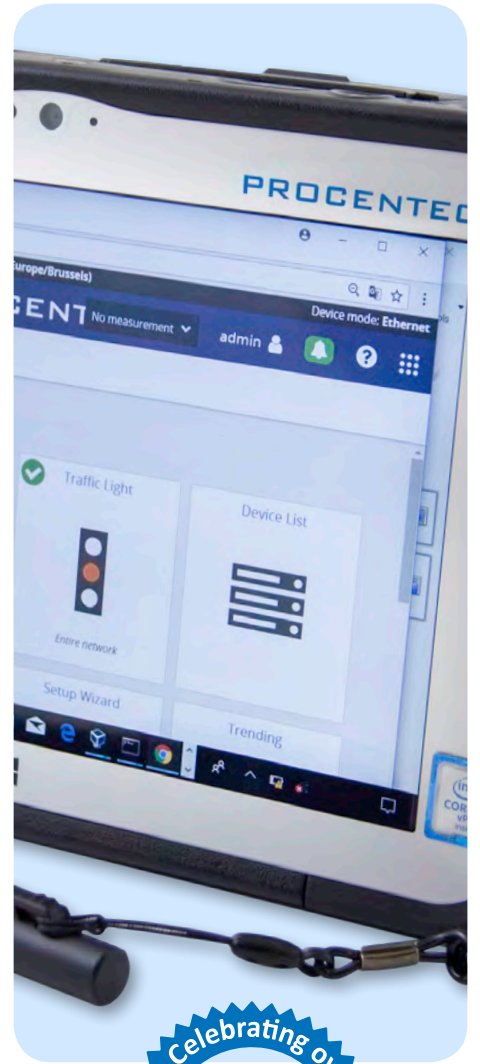 PROCENTEC
Europe/Brussels)
Device mode: Ethernet
CENT
No measurement
admin
?
Traffic Light
Entire network
Device List
Setup Wizard
Trending
COR
Celebrating ou